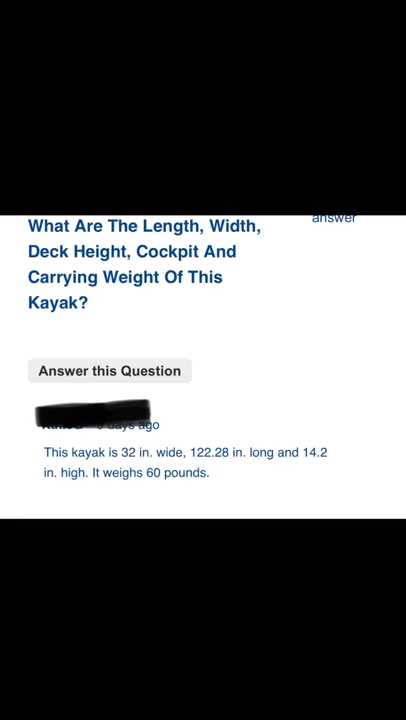 answer
What Are The Length, Width,
Deck Height, Cockpit And
Carrying Weight Of This
Kayak?
Answer this Question
days ago
This kayak is 32 in. wide, 122.28 in. long and 14.2
in. high. It weighs 60 pounds.